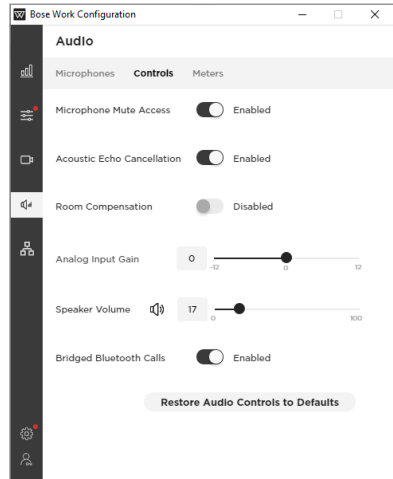 Bose Work Configuration
Audio
Microphones Controls Meters
Microphone Mute Access Enabled
Acoustic Echo Cancellation Enabled
Room Compensation Disabled
Analog Input Gain 0
-12 0 12
Speaker Volume 17
0 100
Bridged Bluetooth Calls Enabled
Restore Audio Controls to Defaults